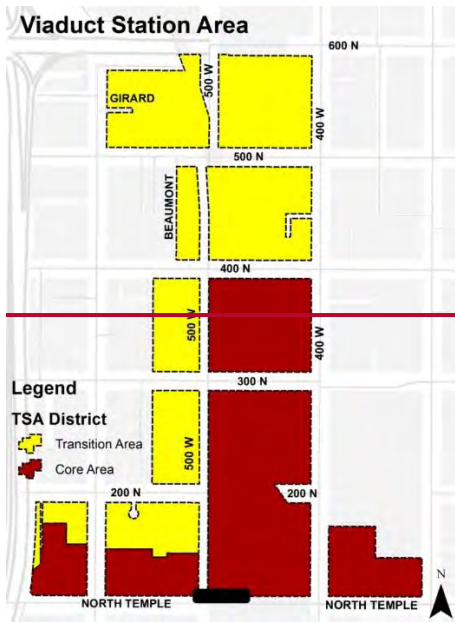 Viaduct Station Area
600 N
500 W
GIRARD
400 W
500 N
BEAUMONT
400 N
500 W
400 W
300 N
Legend
TSA District
Transition Area
Core Area
500 W
200 N
200 N
NORTH TEMPLE
NORTH TEMPLE
N